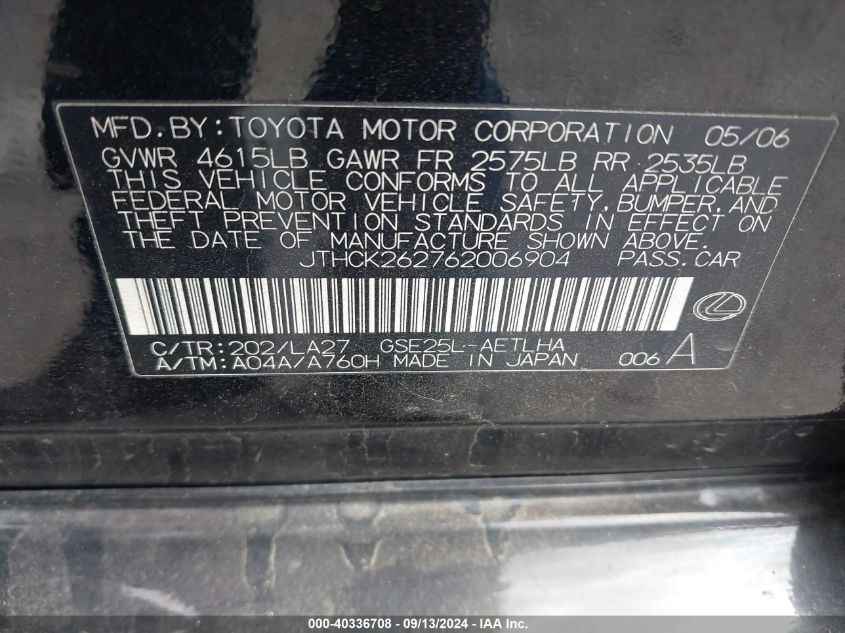 MFD.BY:TOYOTA MOTOR CORPORATION 05/06
GVWR 4615LB GAWR FR 2575LB RR 2535LB
THIS VEHICLE CONFORMS TO ALL APPLICABLE
FEDERAL MOTOR VEHICLE SAFETY,BUMPER,AND
THEFT PREVENTION STANDARDS IN EFFECT ON
THE DATE OF MANUFACTURE SHOWN ABOVE.
JTHCK262762006904 PASS.CAR
C/TR:202/LA27 GSE25L-AETLHA
A/TM:A04A/A760H MADE IN JAPAN 006 A
000-40336708 - 09/13/2024 - IAA Inc.